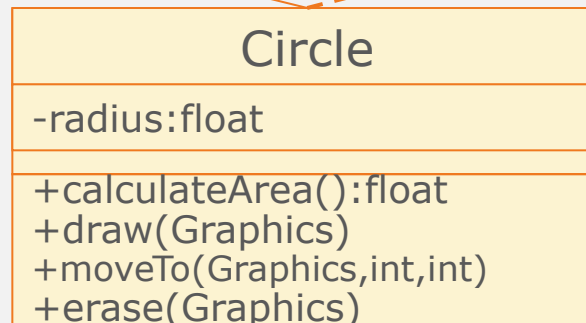 Circle
-radius:float
+calculateArea():float
+draw(Graphics)
+moveTo(Graphics,int,int)
+erase(Graphics)